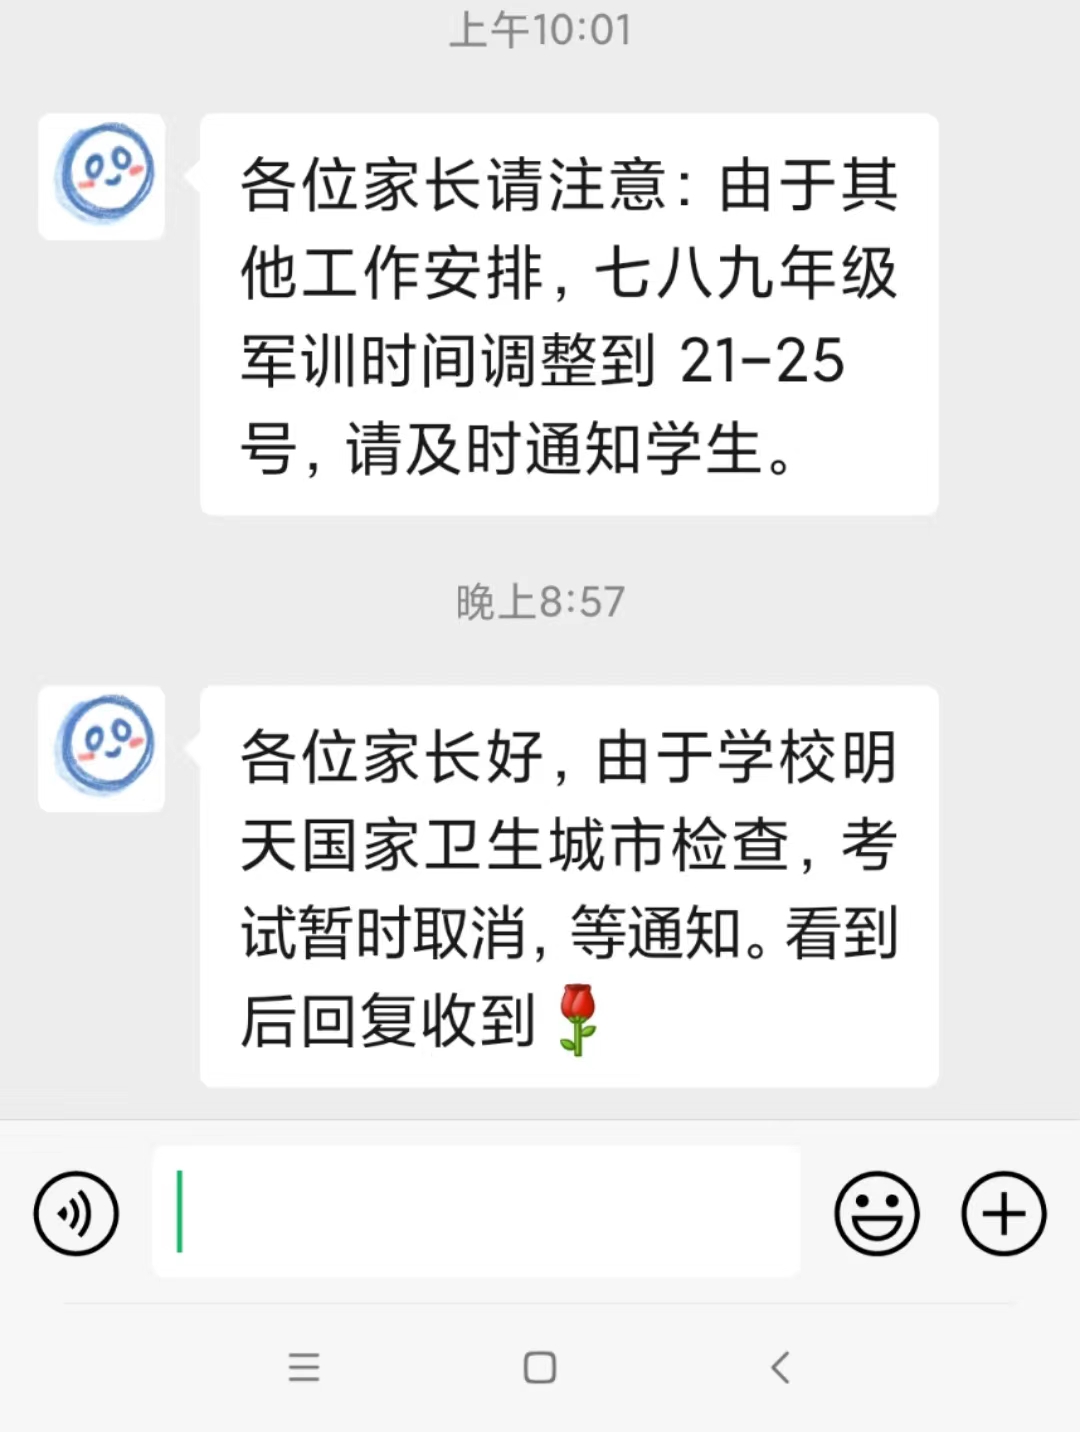 上午10:01
各位家长请注意：由于其
他工作安排，七八九年级
军训时间调整到 21-25
号，请及时通知学生。
晚上8:57
各位家长好，由于学校明
天国家卫生城市检查，考
试暂时取消，等通知。看到
后回复收到🌹